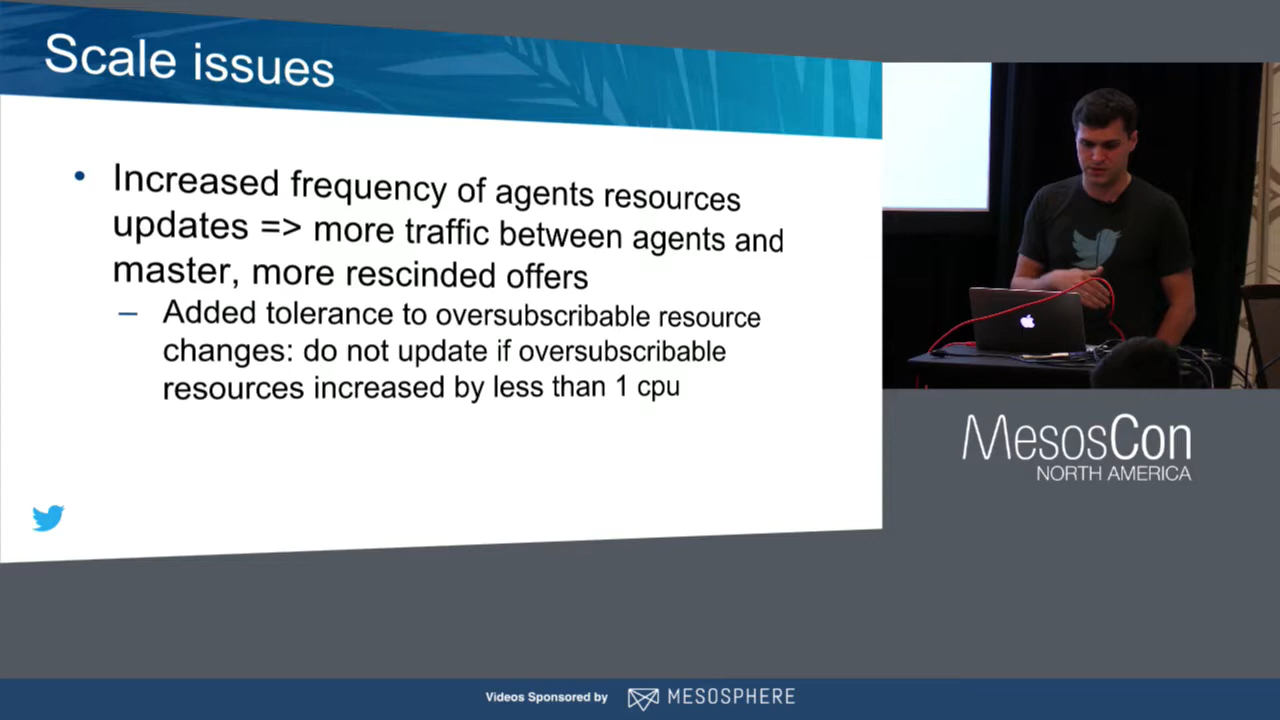 Scale issues
• Increased frequency of agents resources
updates => more traffic between agents and
master, more rescinded offers
– Added tolerance to oversubscribable resource
changes: do not update if oversubscribable
resources increased by less than 1 cpu
MesosCon
NORTH AMERICA
Videos Sponsored by MESOSPHERE